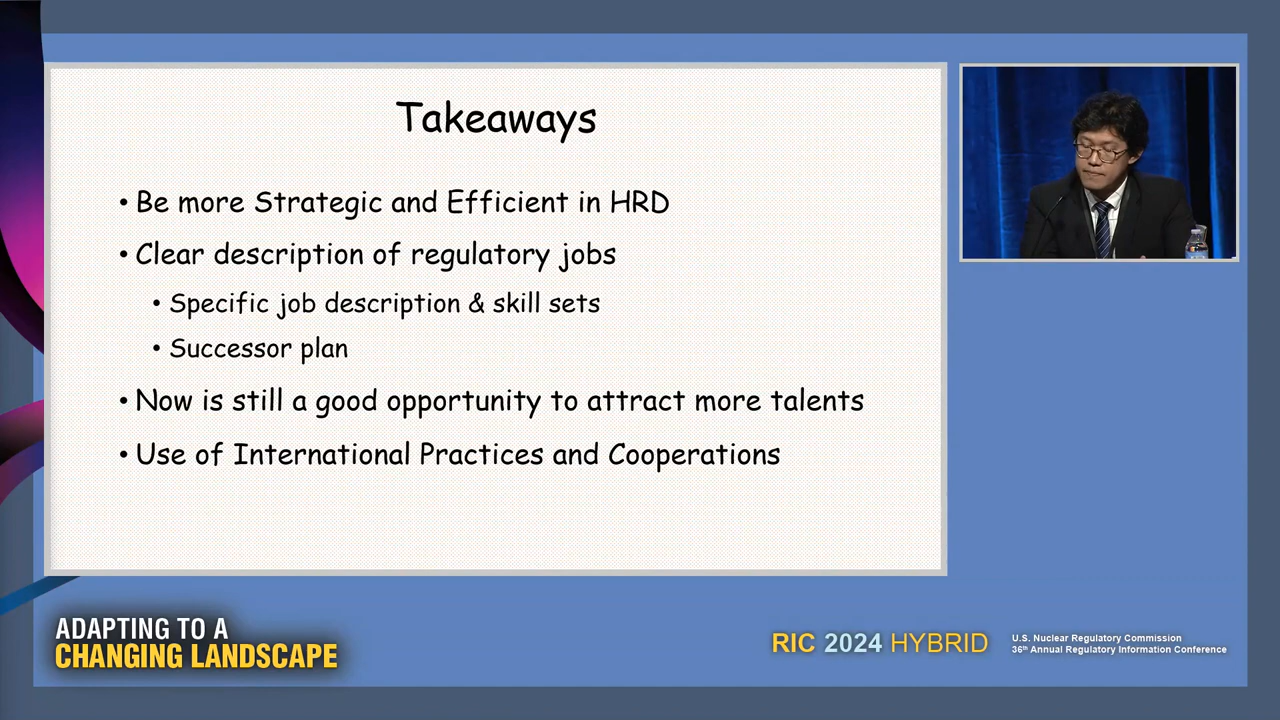 Takeaways
• Be more Strategic and Efficient in HRD
• Clear description of regulatory jobs
• Specific job description & skill sets
• Successor plan
• Now is still a good opportunity to attract more talents
• Use of International Practices and Cooperations
ADAPTING TO A
CHANGING LANDSCAPE
RIC 2024 HYBRID
U.S. Nuclear Regulatory Commission
36th Annual Regulatory Information Conference